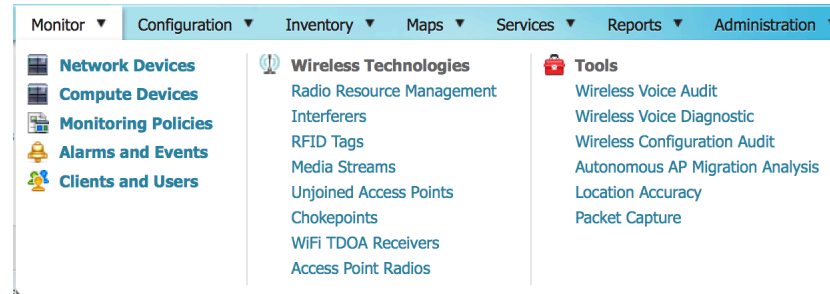 Monitor ▼ Configuration ▼ Inventory ▼ Maps ▼ Services ▼ Reports ▼ Administration
Network Devices
Compute Devices
Monitoring Policies
Alarms and Events
Clients and Users
Wireless Technologies
Radio Resource Management
Interferers
RFID Tags
Media Streams
Unjoined Access Points
Chokepoints
WiFi TDOA Receivers
Access Point Radios
Tools
Wireless Voice Audit
Wireless Voice Diagnostic
Wireless Configuration Audit
Autonomous AP Migration Analysis
Location Accuracy
Packet Capture